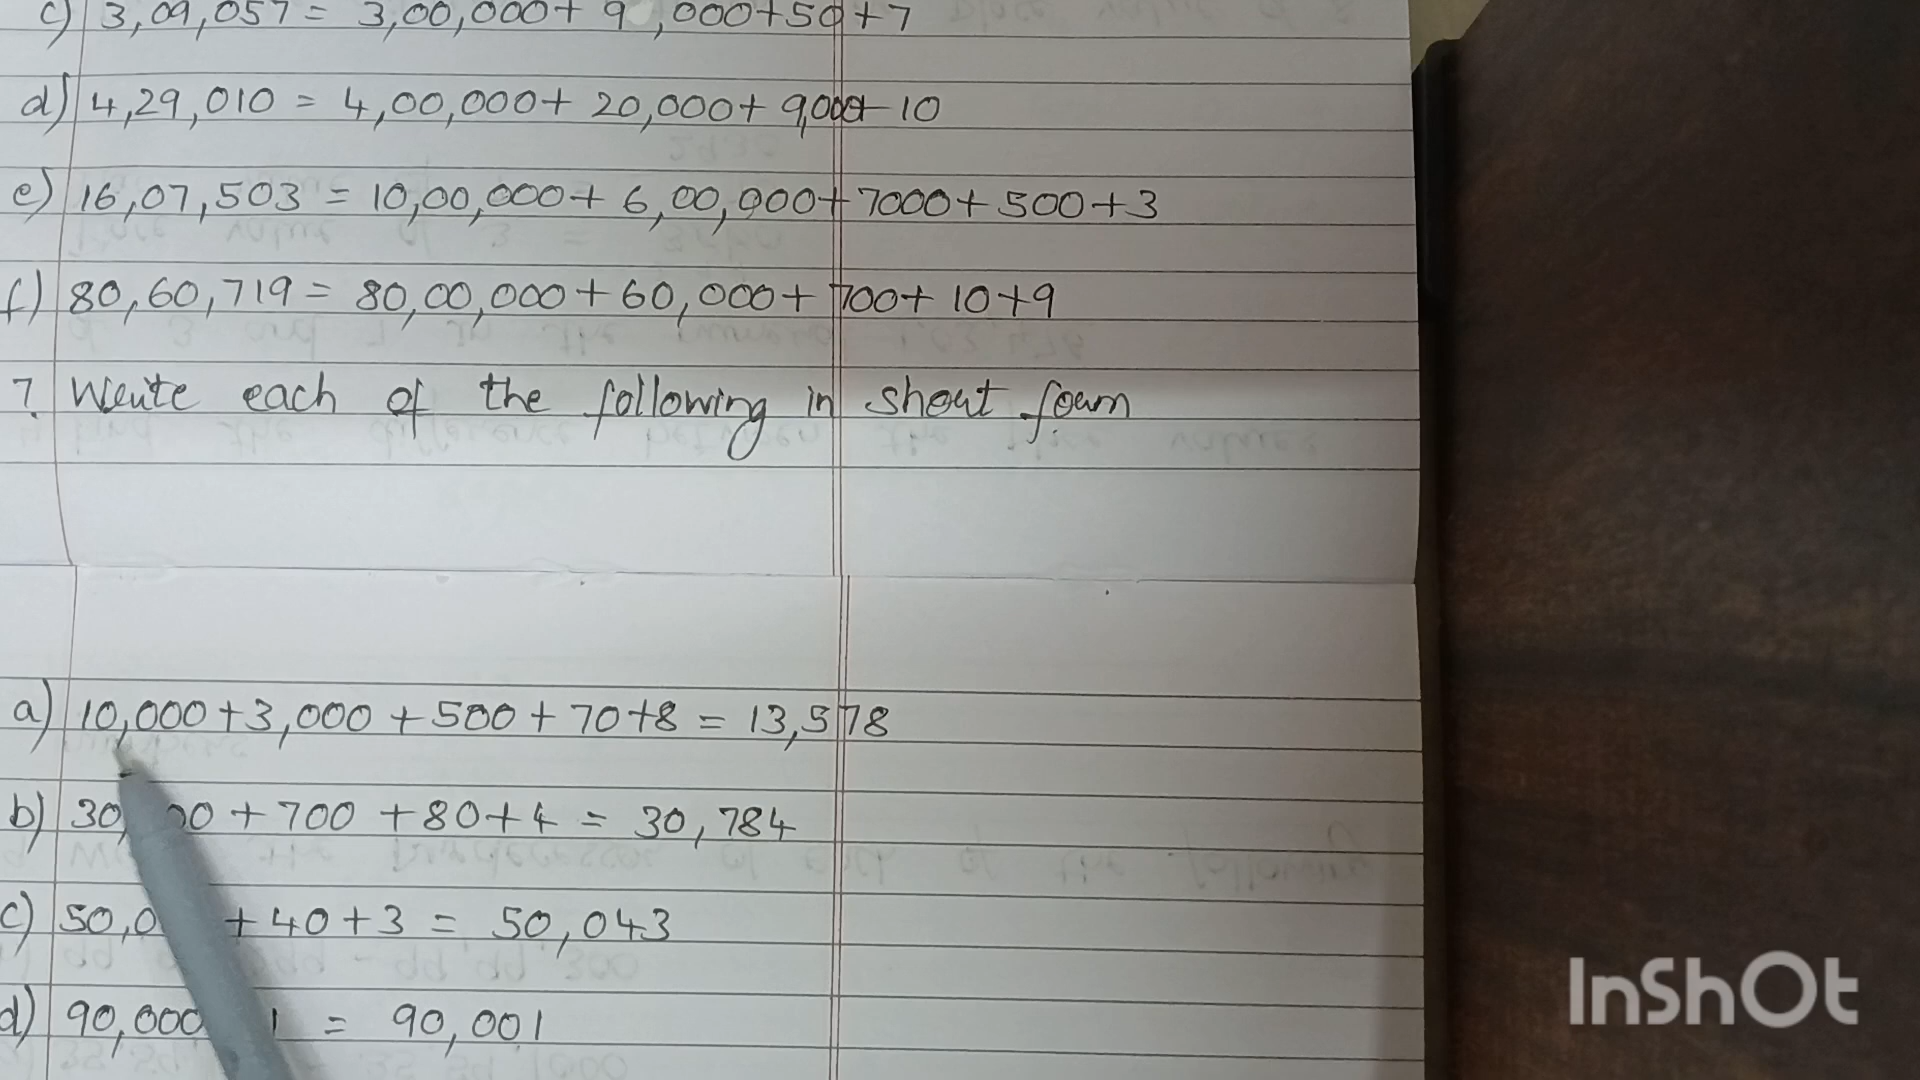 c) 3,09,057 = 3,00,000+ 9 ,000+50+7
d) 4,29,010 = 4,00,000+ 20,000+ 9,000+ 10
e) 16,07,503 = 10,00,000+ 6,00,000+ 7000+ 500+3
f) 80,60,719 = 80,00,000+60,000+ 700+ 10+9
7. Write each of the following in short form
a) 10,000+3,000 +500+ 70+8 = 13,578
b) 30, 00 +700 +80+4 = 30,784
c) 50,0 +40+3 = 50,043
d) 90,000 1 = 90,001
InShOt